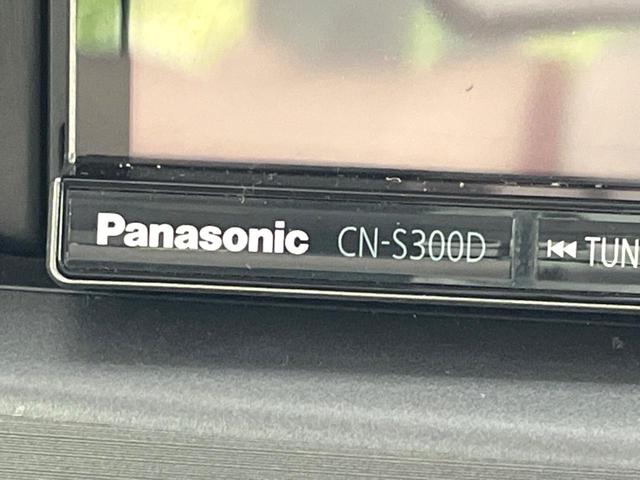 Panasonic CN-S300D ⏮ TUN